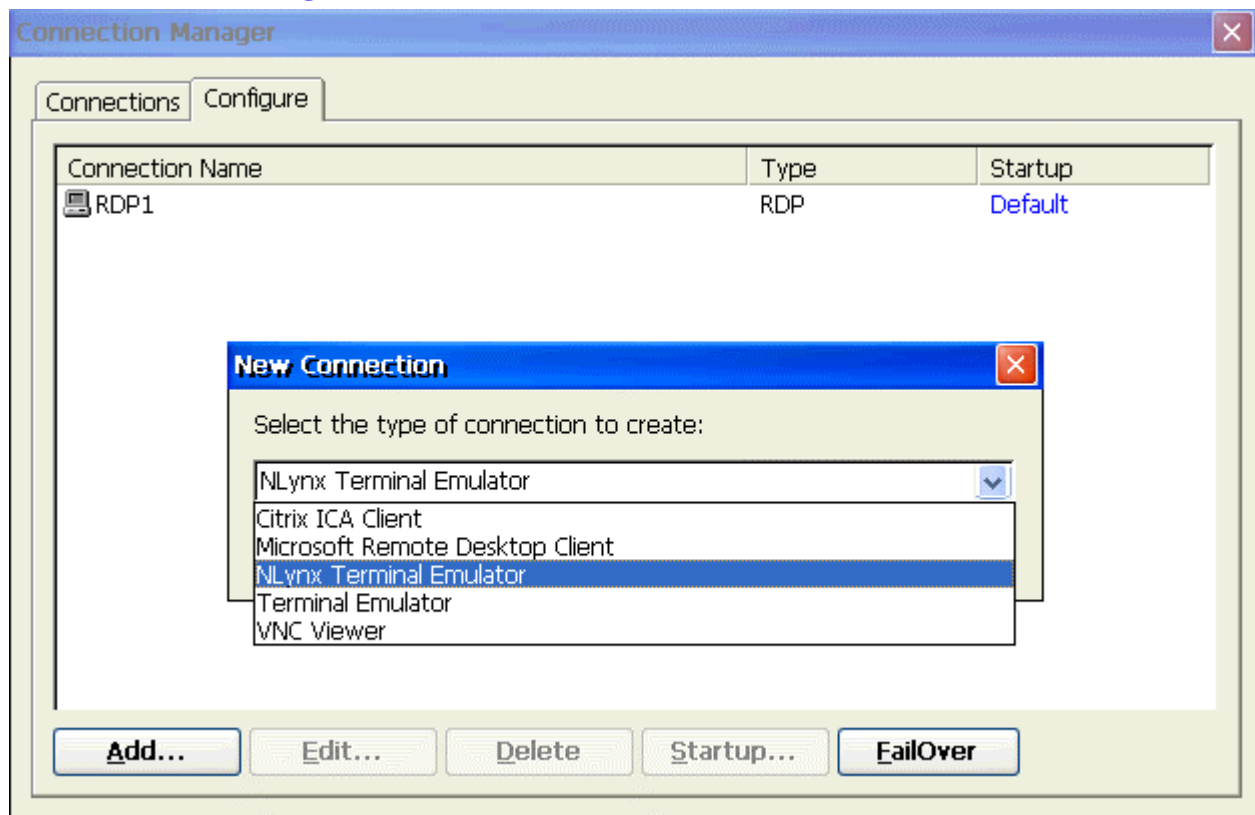 Connection Manager
Connections Configure
Connection Name Type Startup
RDP1 RDP Default
New Connection
Select the type of connection to create:
NLynx Terminal Emulator
Citrix ICA Client
Microsoft Remote Desktop Client
NLynx Terminal Emulator
Terminal Emulator
VNC Viewer
Add... Edit... Delete Startup... FailOver